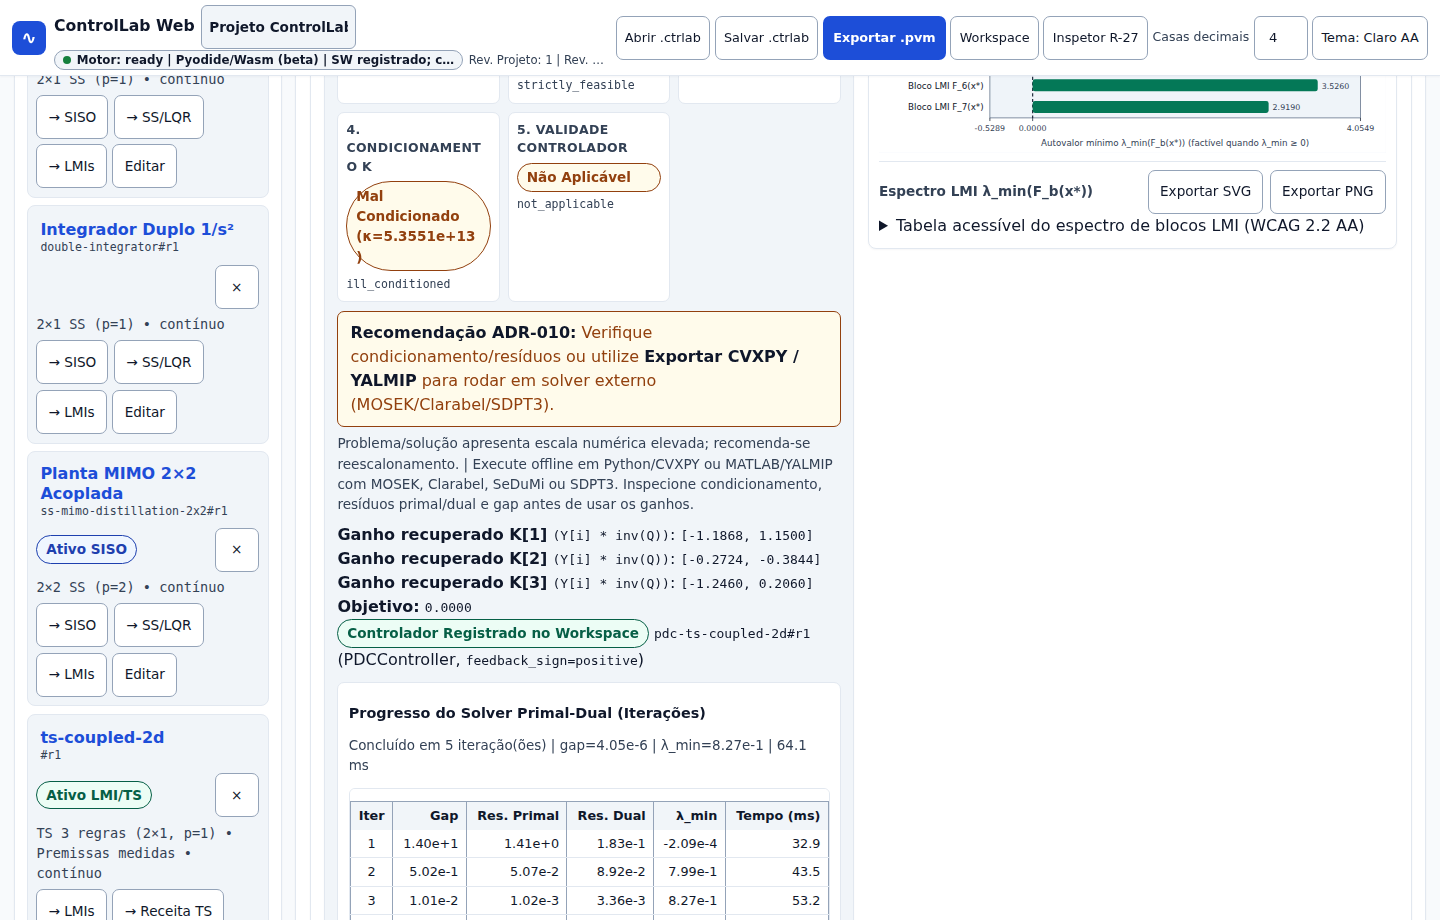 ∿
ControlLab Web
Projeto ControlLab
Motor: ready | Pyodide/Wasm (beta) | SW registrado; c…
Rev. Projeto: 1 | Rev. …
Abrir .ctrlab
Salvar .ctrlab
Exportar .pvm
Workspace
Inspetor R-27
Casas decimais
4
Tema: Claro AA
2×1 SS (p=1) • contínuo
→ SISO
→ SS/LQR
→ LMIs
Editar
Integrador Duplo 1/s²
double-integrator#r1
×
2×1 SS (p=1) • contínuo
→ SISO
→ SS/LQR
→ LMIs
Editar
Planta MIMO 2×2
Acoplada
ss-mimo-distillation-2x2#r1
Ativo SISO
×
2×2 SS (p=2) • contínuo
→ SISO
→ SS/LQR
→ LMIs
Editar
ts-coupled-2d
#r1
Ativo LMI/TS
×
TS 3 regras (2×1, p=1) •
Premissas medidas •
contínuo
→ LMIs
→ Receita TS
strictly_feasible
4.
CONDICIONAMENT
O K
Mal
Condicionado
(κ=5.3551e+13
)
ill_conditioned
5. VALIDADE
CONTROLADOR
Não Aplicável
not_applicable
Recomendação ADR-010: Verifique
condicionamento/resíduos ou utilize Exportar CVXPY /
YALMIP para rodar em solver externo
(MOSEK/Clarabel/SDPT3).
Problema/solução apresenta escala numérica elevada; recomenda-se
reescalonamento. | Execute offline em Python/CVXPY ou MATLAB/YALMIP
com MOSEK, Clarabel, SeDuMi ou SDPT3. Inspecione condicionamento,
resíduos primal/dual e gap antes de usar os ganhos.
Ganho recuperado K[1] (Y[i] * inv(Q)): [-1.1868, 1.1500]
Ganho recuperado K[2] (Y[i] * inv(Q)): [-0.2724, -0.3844]
Ganho recuperado K[3] (Y[i] * inv(Q)): [-1.2460, 0.2060]
Objetivo: 0.0000
Controlador Registrado no Workspace pdc-ts-coupled-2d#r1
(PDCController, feedback_sign=positive)
Progresso do Solver Primal-Dual (Iterações)
Concluído em 5 iteração(ões) | gap=4.05e-6 | λ_min=8.27e-1 | 64.1
ms
Iter Gap Res. Primal Res. Dual λ_min Tempo (ms)
1 1.40e+1 1.41e+0 1.83e-1 -2.09e-4 32.9
2 5.02e-1 5.07e-2 8.92e-2 7.99e-1 43.5
3 1.01e-2 1.02e-3 3.36e-3 8.27e-1 53.2
Bloco LMI F_6(x*) 3.5260
Bloco LMI F_7(x*) 2.9190
-0.5289 0.0000 4.0549
Autovalor mínimo λ_min(F_b(x*)) (factível quando λ_min ≥ 0)
Espectro LMI λ_min(F_b(x*))
Exportar SVG
Exportar PNG
▶ Tabela acessível do espectro de blocos LMI (WCAG 2.2 AA)